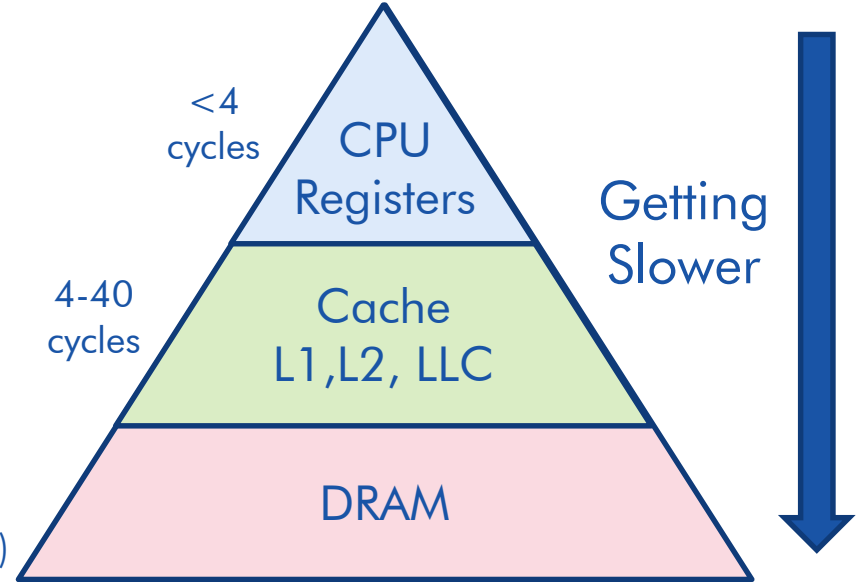 <4
cycles
CPU
Registers
Getting
Slower
4-40
cycles
Cache
L1,L2, LLC
DRAM
)